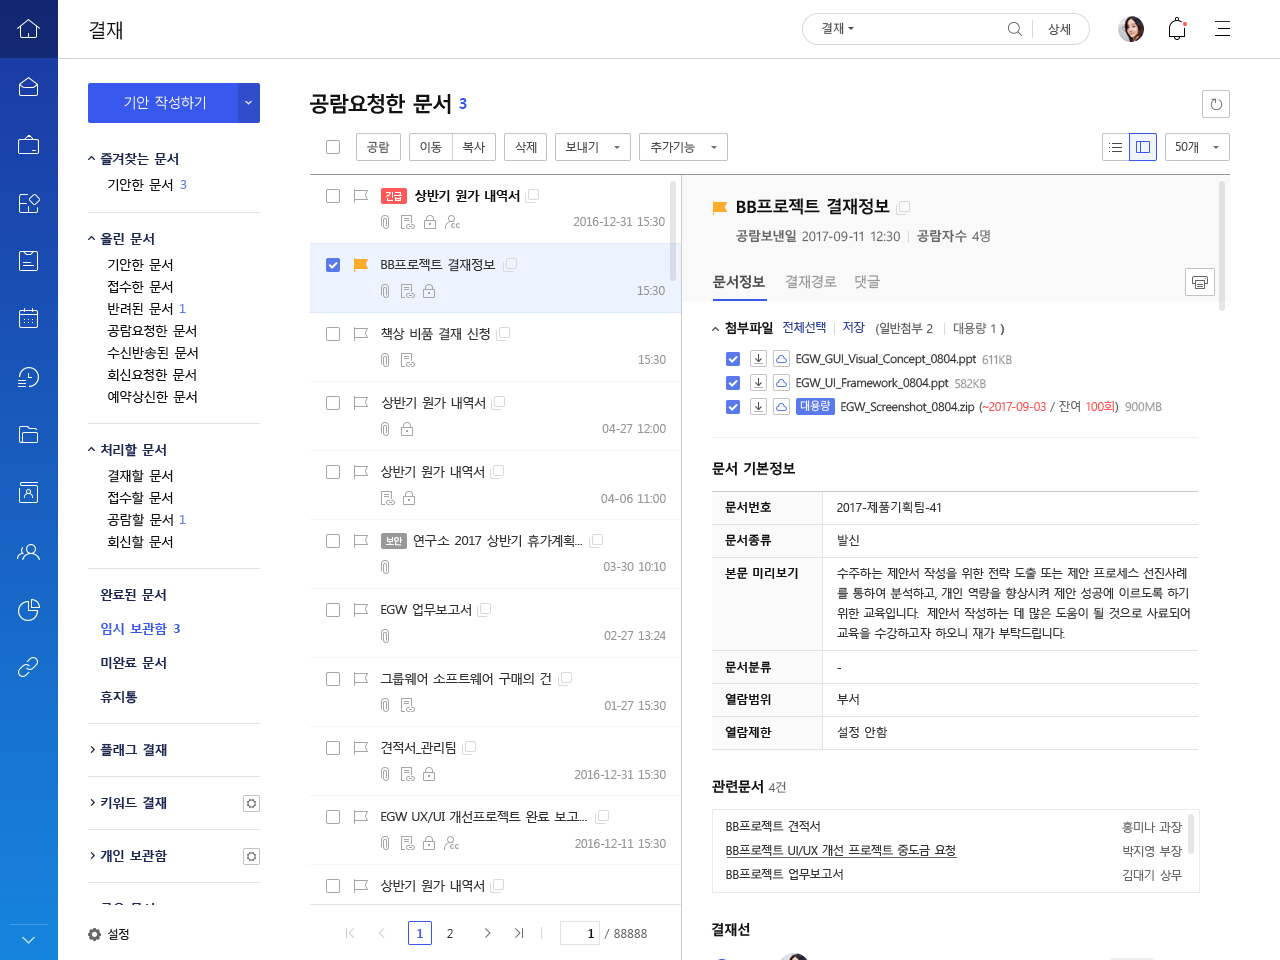 결재
결재
상세
기안 작성하기
즐겨찾는 문서
기안한 문서 3
올린 문서
기안한 문서
접수한 문서
반려된 문서 1
공람요청한 문서
수신반송된 문서
회신요청한 문서
예약상신한 문서
처리할 문서
결재할 문서
접수할 문서
공람할 문서 1
회신할 문서
완료된 문서
임시 보관함 3
미완료 문서
휴지통
플래그 결재
키워드 결재
개인 보관함
설정
공람요청한 문서 3
공람 이동 복사 삭제 보내기 추가기능
50개
긴급 상반기 원가 내역서
cc 2016-12-31 15:30
BB프로젝트 결재정보
15:30
책상 비품 결재 신청
15:30
상반기 원가 내역서
04-27 12:00
상반기 원가 내역서
04-06 11:00
보안 연구소 2017 상반기 휴가계획...
03-30 10:10
EGW 업무보고서
02-27 13:24
그룹웨어 소프트웨어 구매의 건
01-27 15:30
견적서_관리팀
2016-12-31 15:30
EGW UX/UI 개선프로젝트 완료 보고...
cc 2016-12-11 15:30
상반기 원가 내역서
1 2 1 / 88888
BB프로젝트 결재정보
공람보낸일 2017-09-11 12:30 | 공람자수 4명
문서정보 결재경로 댓글
첨부파일 전체선택 | 저장 (일반첨부 2 | 대용량 1 )
EGW_GUI_Visual_Concept_0804.ppt 611KB
EGW_UI_Framework_0804.ppt 582KB
대용량 EGW_Screenshot_0804.zip (~2017-09-03 / 잔여 100회) 900MB
문서 기본정보
문서번호 2017-제품기획팀-41
문서종류 발신
본문 미리보기 수주하는 제안서 작성을 위한 전략 도출 또는 제안 프로세스 선진사례
를 통하여 분석하고, 개인 역량을 향상시켜 제안 성공에 이르도록 하기
위한 교육입니다. 제안서 작성하는 데 많은 도움이 될 것으로 사료되어
교육을 수강하고자 하오니 재가 부탁드립니다.
문서분류 -
열람범위 부서
열람제한 설정 안함
관련문서 4건
BB프로젝트 견적서 홍미나 과장
BB프로젝트 UI/UX 개선 프로젝트 중도금 요청 박지영 부장
BB프로젝트 업무보고서 김대기 상무
결재선